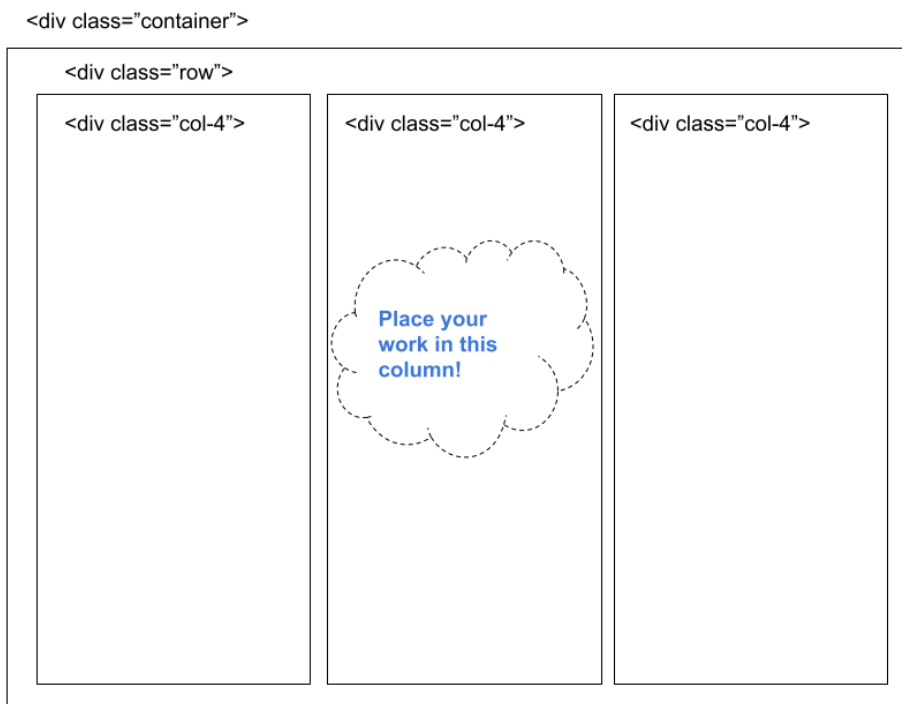 <div class=”container”>
<div class=”row”>
<div class=”col-4”>
<div class=”col-4”>
<div class=”col-4”>
Place your
work in this
column!